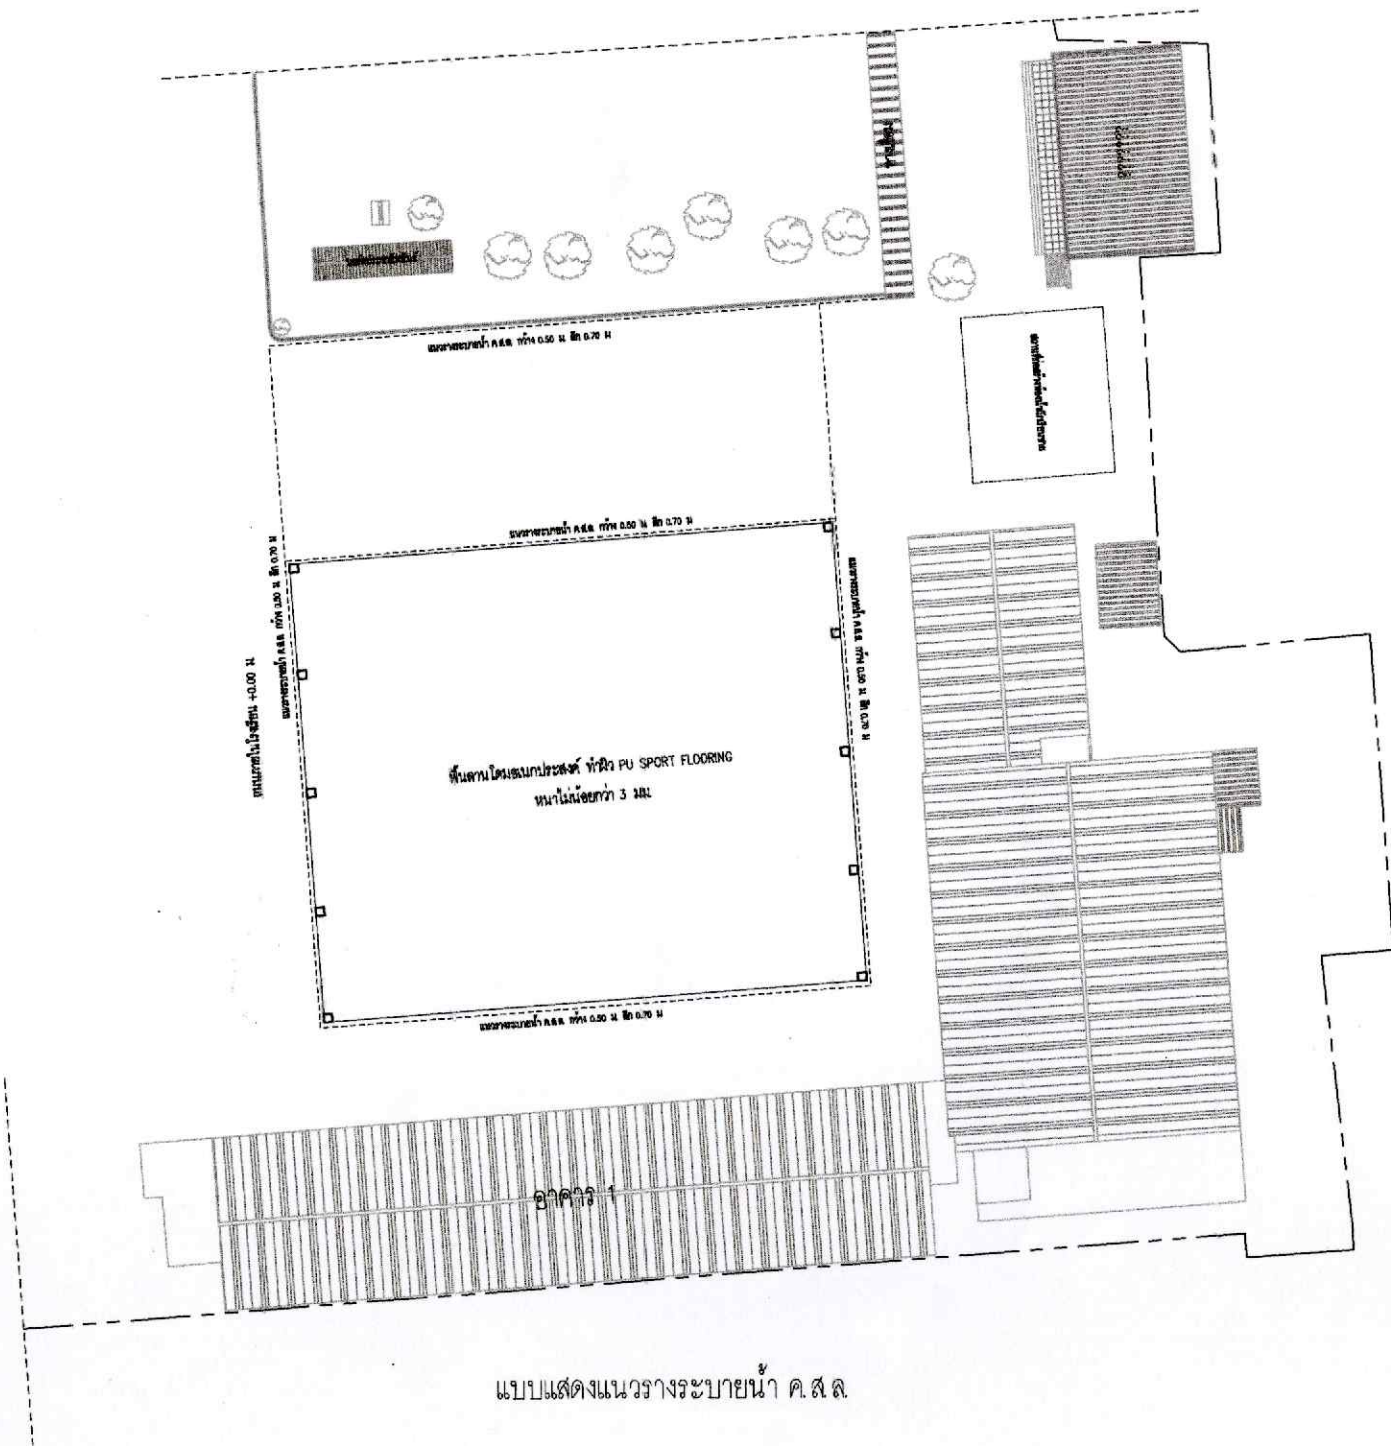 แนวรางระบายน้ำ ค.ส.ล. กว้าง 0.50 ม. ลึก 0.70 ม
แนวรางระบายน้ำ ค.ส.ล. กว้าง 0.50 ม. ลึก 0.70 ม
แนวรางระบายน้ำ ค.ส.ล. กว้าง 0.50 ม. ลึก 0.70 ม
ถนนภายในโรงเรียน +0.00 ม.
แนวรางระบายน้ำ ค.ส.ล. กว้าง 0.50 ม ลึก 0.70 ม
พื้นลานโดมอเนกประสงค์ ทำผิว PU SPORT FLOORING
หนาไม่น้อยกว่า 3 มม.
แนวรางระบายน้ำ ค.ส.ล. กว้าง 0.50 ม. ลึก 0.70 ม
อาคาร 1
แบบแสดงแนวรางระบายน้ำ ค.ส.ล.